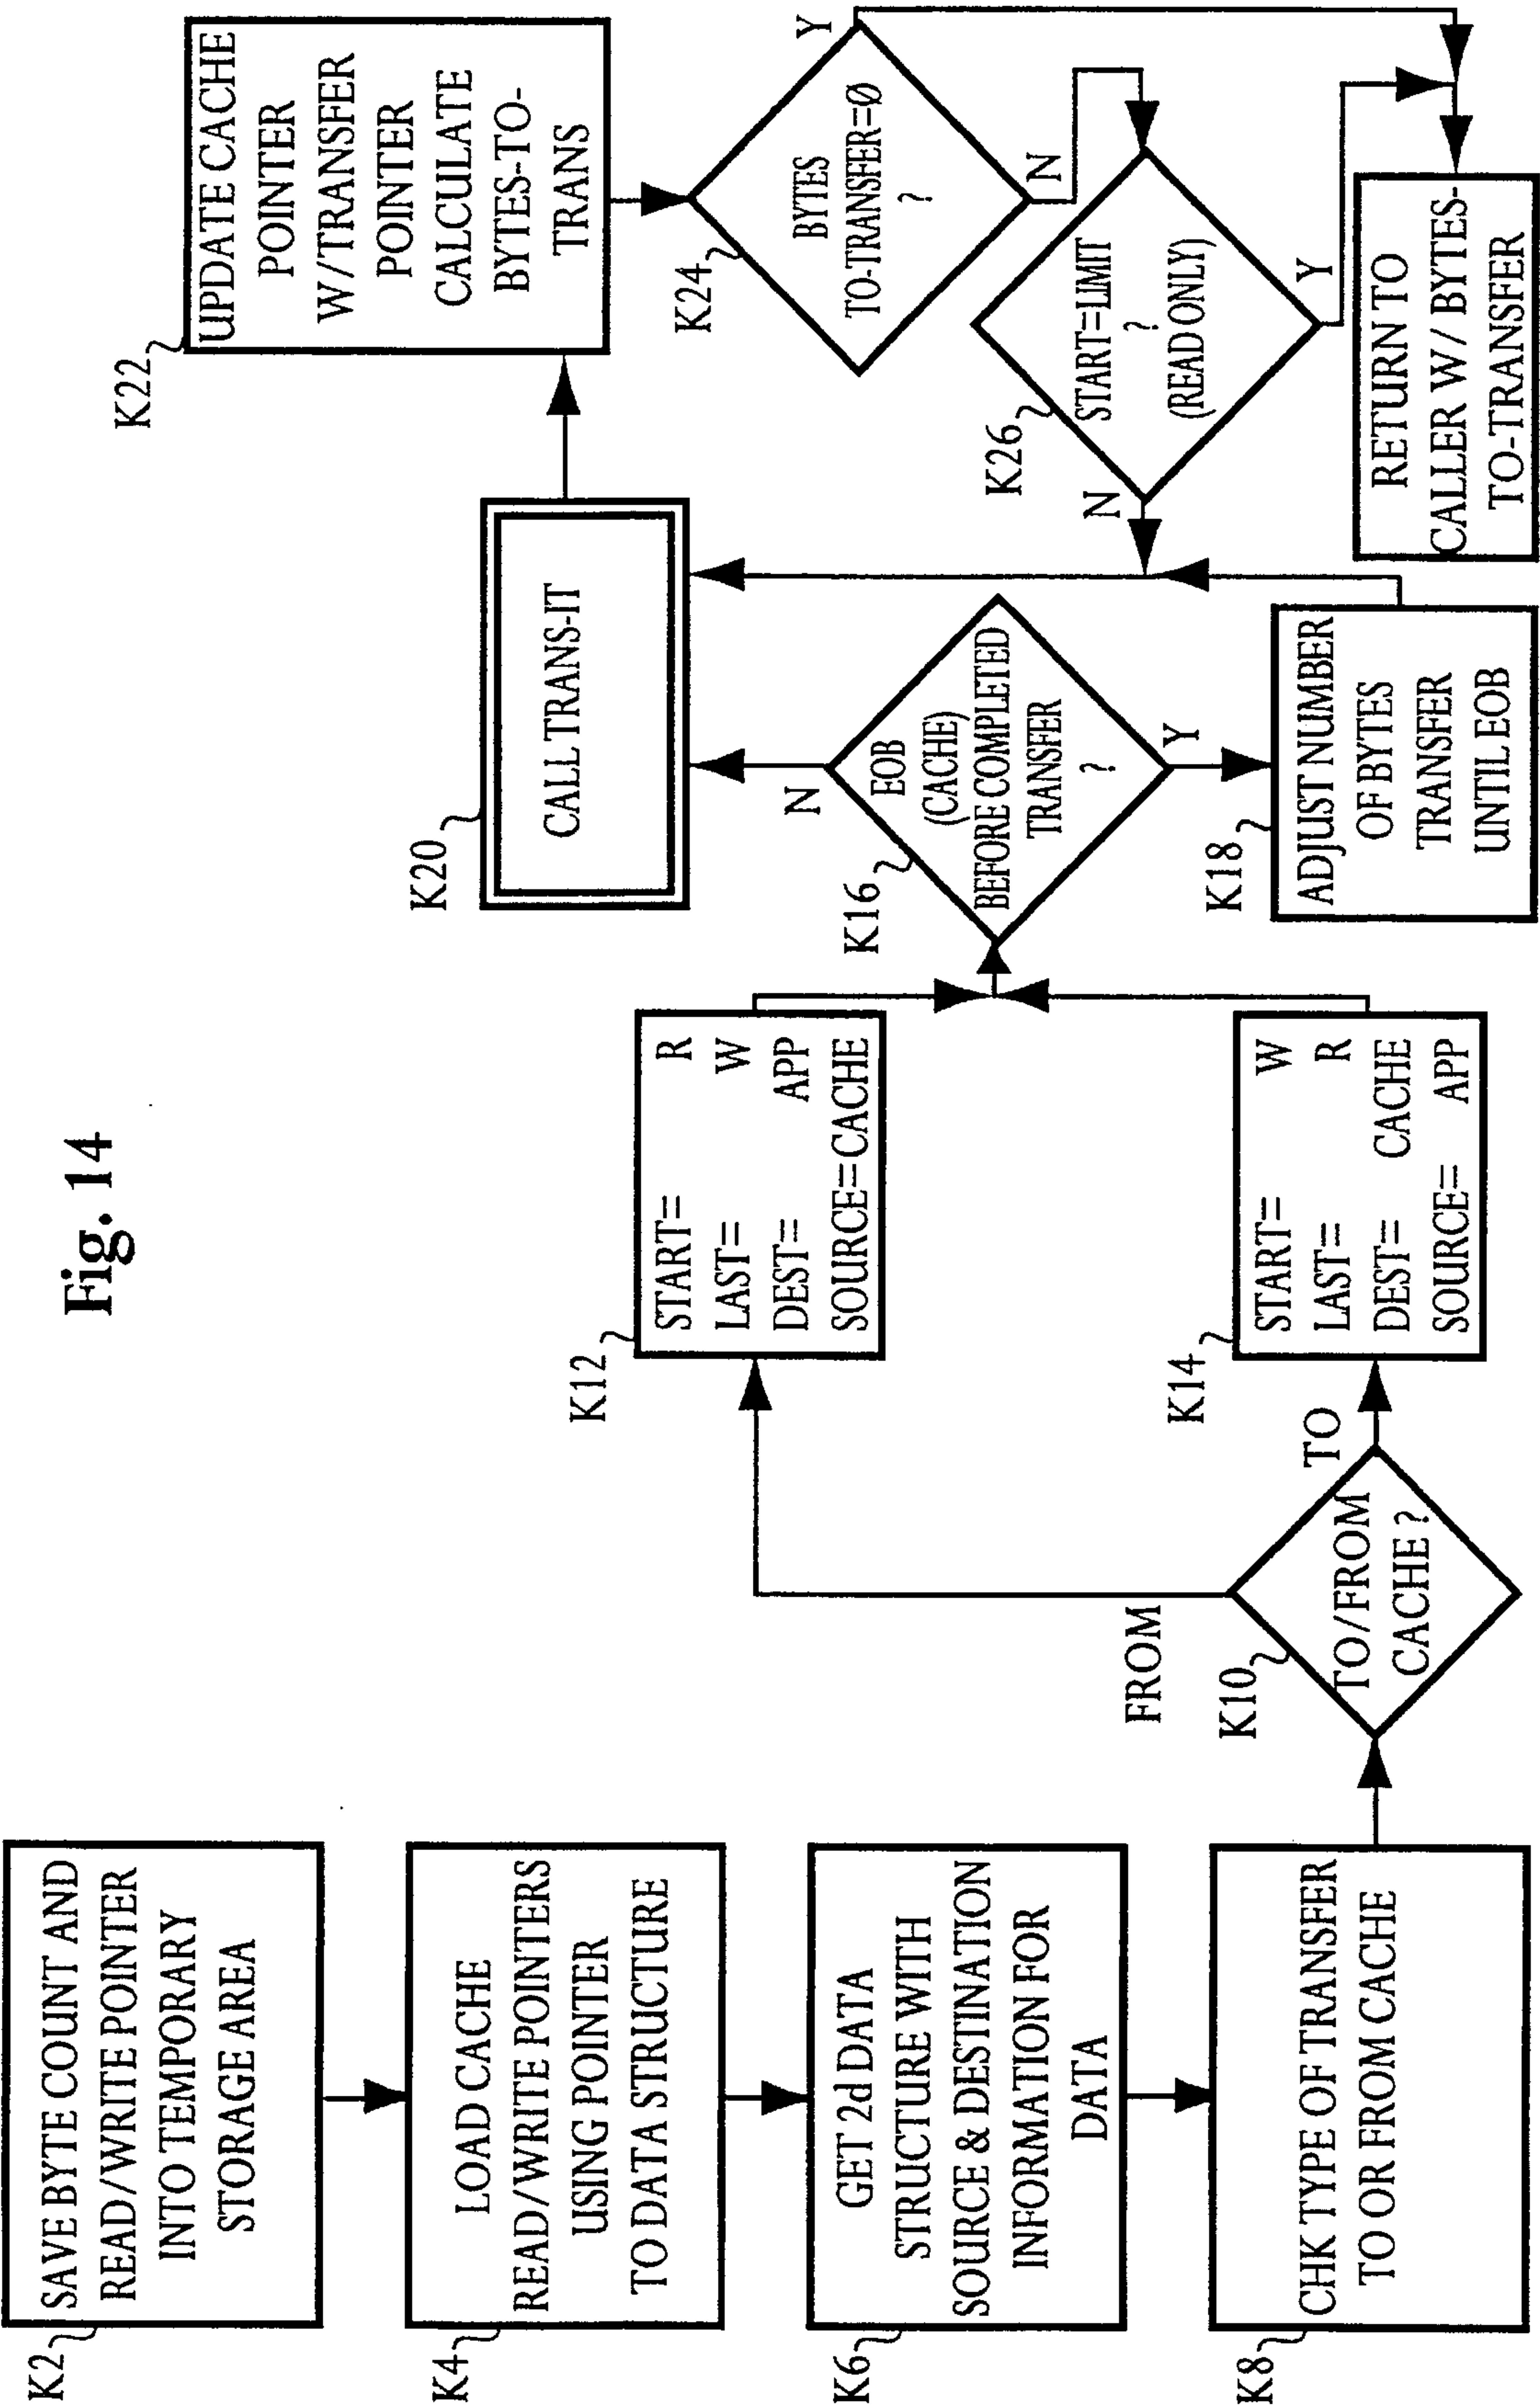 Fig. 14
K2
SAVE BYTE COUNT AND
READ/WRITE POINTER
INTO TEMPORARY
STORAGE AREA
K4
LOAD CACHE
READ/WRITE POINTERS
USING POINTER
TO DATA STRUCTURE
K6
GET 2d DATA
STRUCTURE WITH
SOURCE & DESTINATION
INFORMATION FOR
DATA
K8
CHK TYPE OF TRANSFER
TO OR FROM CACHE
K10
TO/FROM
CACHE?
FROM
TO
K12
START= R
LAST= W
DEST= APP
SOURCE=CACHE
K14
START= W
LAST= R
DEST= CACHE
SOURCE= APP
K16
EOB
(CACHE)
BEFORE COMPLETED
TRANSFER
?
N
Y
K18
ADJUST NUMBER
OF BYTES
TRANSFER
UNTIL EOB
K20
CALL TRANS-IT
K22
UPDATE CACHE
POINTER
W/TRANSFER
POINTER
CALCULATE
BYTES-TO-
TRANS
K24
BYTES
TO-TRANSFER=Ø
?
Y
N
K26
START=LIMIT
?
(READ ONLY)
N
Y
RETURN TO
CALLER W/ BYTES-
TO-TRANSFER